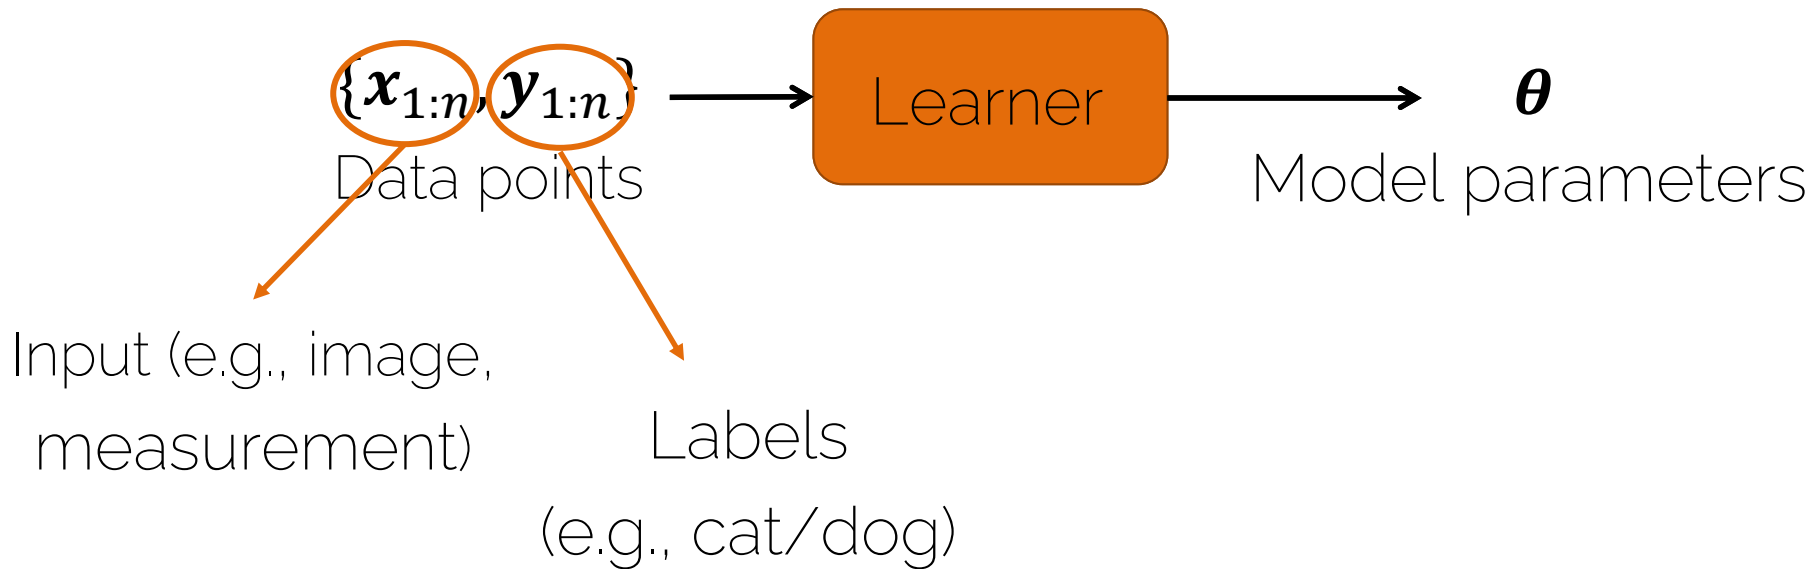 {𝒙1:n, 𝒚1:n}
Data points
Learner
𝜽
Model parameters
Input (e.g., image,
measurement)
Labels
(e.g., cat/dog)